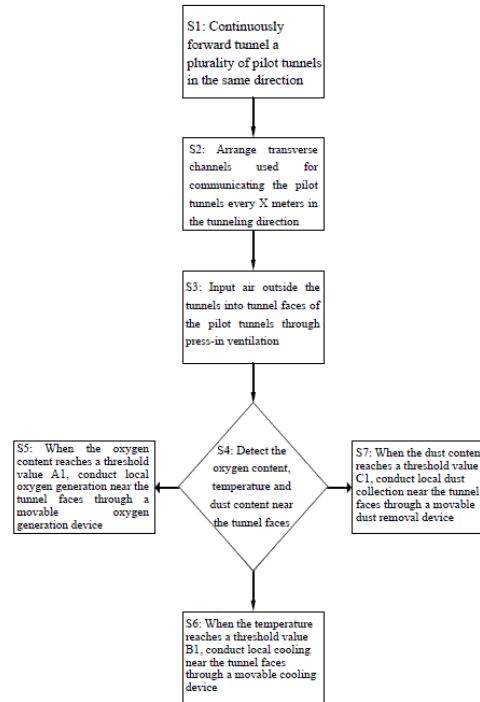 S1: Continuously
forward tunnel a
plurality of pilot tunnels
in the same direction
S2: Arrange transverse
channels used for
communicating the pilot
tunnels every X meters in
the tunneling direction
S3: Input air outside the
tunnels into tunnel faces of
the pilot tunnels through
press-in ventilation
S4: Detect the
oxygen content,
temperature and
dust content near
the tunnel faces
S5: When the oxygen
content reaches a threshold
value A1, conduct local
oxygen generation near the
tunnel faces through a
movable oxygen
generation device
S7: When the dust conten
reaches a threshold value
C1, conduct local dust
collection near the tunnel
faces through a movable
dust removal device
S6: When the temperature
reaches a threshold value
B1, conduct local cooling
near the tunnel faces
through a movable cooling
device